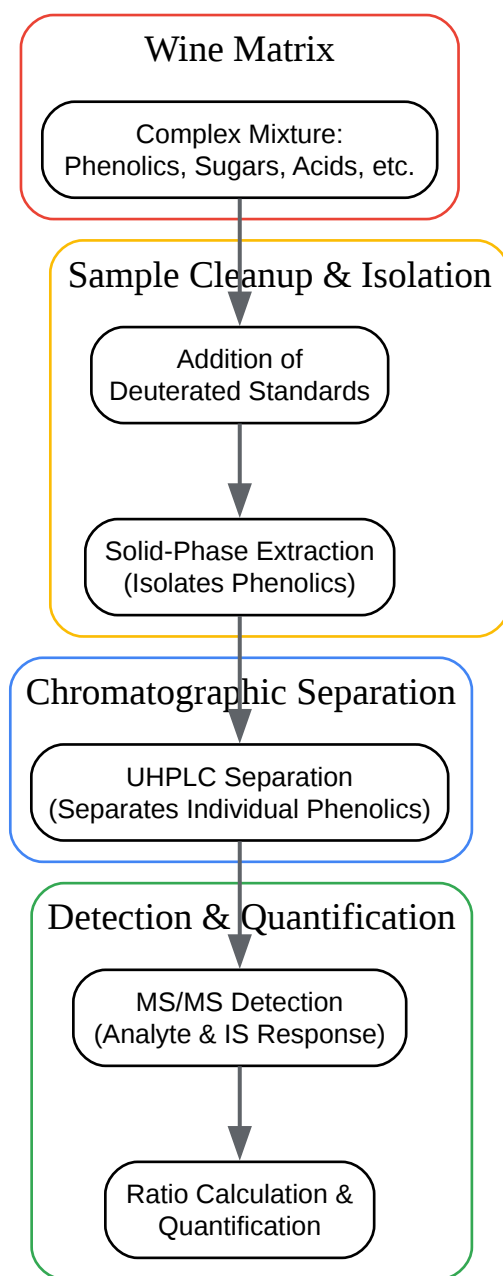 Wine Matrix
Complex Mixture:
Phenolics, Sugars, Acids, etc.
Sample Cleanup & Isolation
Addition of
Deuterated Standards
Solid-Phase Extraction
(Isolates Phenolics)
Chromatographic Separation
UHPLC Separation
(Separates Individual Phenolics)
Detection & Quantification
MS/MS Detection
(Analyte & IS Response)
Ratio Calculation &
Quantification